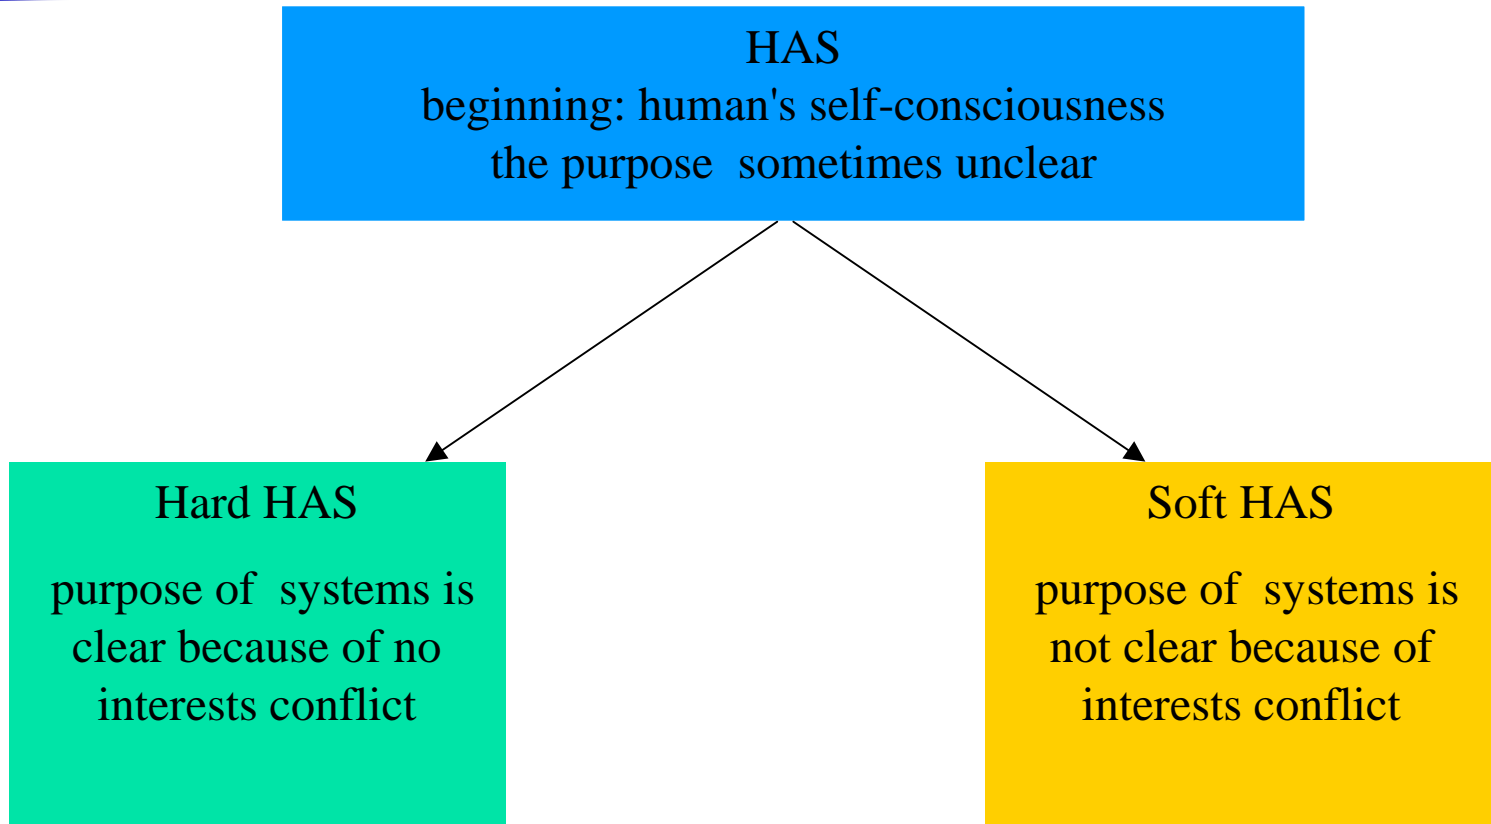 HAS
beginning: human's self-consciousness
the purpose  sometimes unclear
Hard HAS
purpose of  systems is
clear because of no
interests conflict
Soft HAS
purpose of  systems is
not clear because of
interests conflict